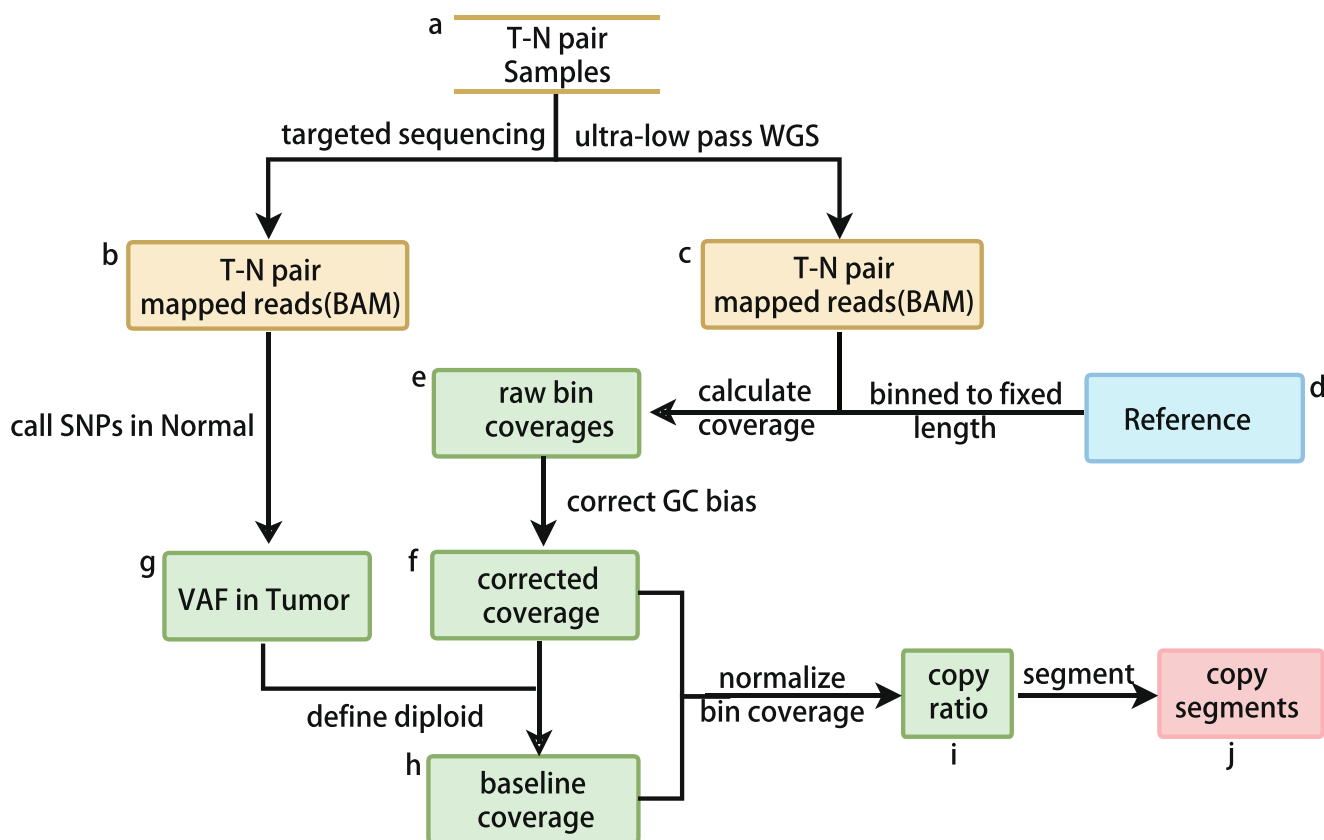 a
T-N pair
Samples
targeted sequencing
ultra-low pass WGS
b
T-N pair
mapped reads(BAM)
c
T-N pair
mapped reads(BAM)
call SNPs in Normal
e
raw bin
coverages
calculate
coverage
binned to fixed
length
d
Reference
correct GC bias
g
VAF in Tumor
f
corrected
coverage
define diploid
h
baseline
coverage
normalize
bin coverage
copy
ratio
i
segment
copy
segments
j